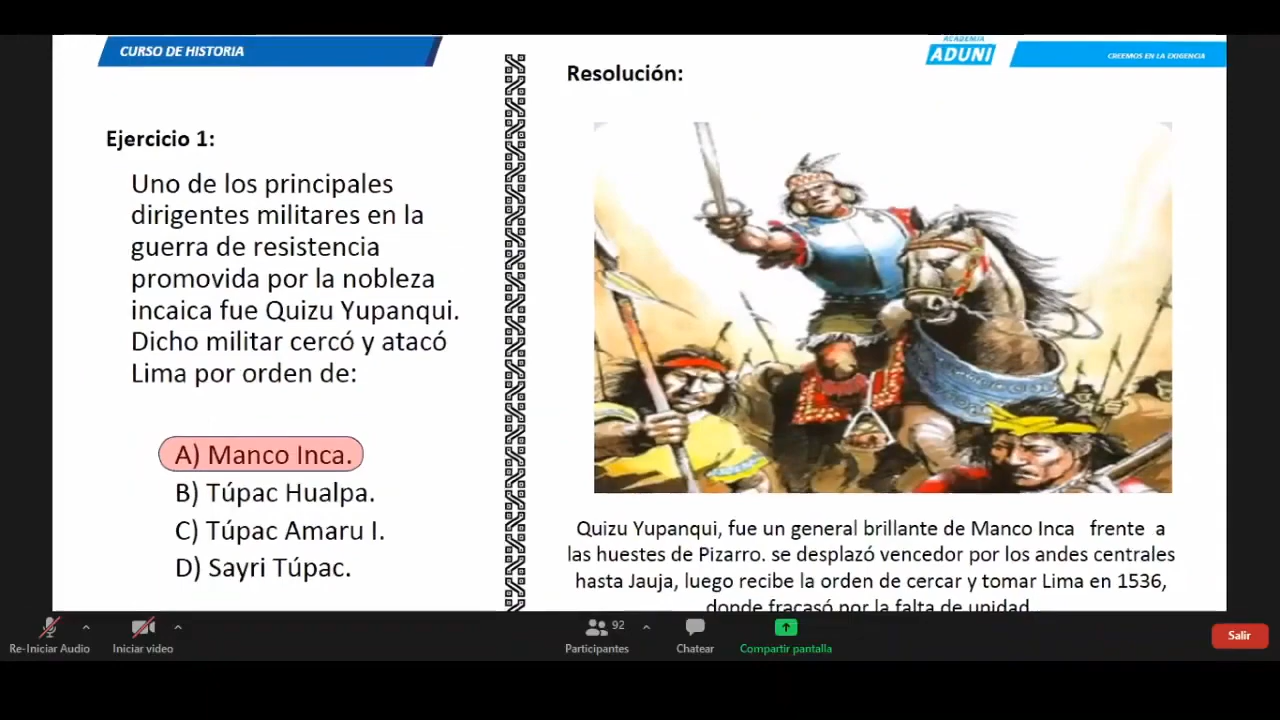 CURSO DE HISTORIA
ACADEMIA
ADUNI
CREEMOS EN LA EXIGENCIA
Ejercicio 1:
Uno de los principales
dirigentes militares en la
guerra de resistencia
promovida por la nobleza
incaica fue Quizu Yupanqui.
Dicho militar cercó y atacó
Lima por orden de:
A) Manco Inca.
B) Túpac Hualpa.
C) Túpac Amaru I.
D) Sayri Túpac.
Resolución:
Quizu Yupanqui, fue un general brillante de Manco Inca frente a
las huestes de Pizarro. se desplazó vencedor por los andes centrales
hasta Jauja, luego recibe la orden de cercar y tomar Lima en 1536,
donde fracasó por la falta de unidad.
Re-Iniciar Audio
Iniciar video
92
Participantes
Chatear
Compartir pantalla
Salir